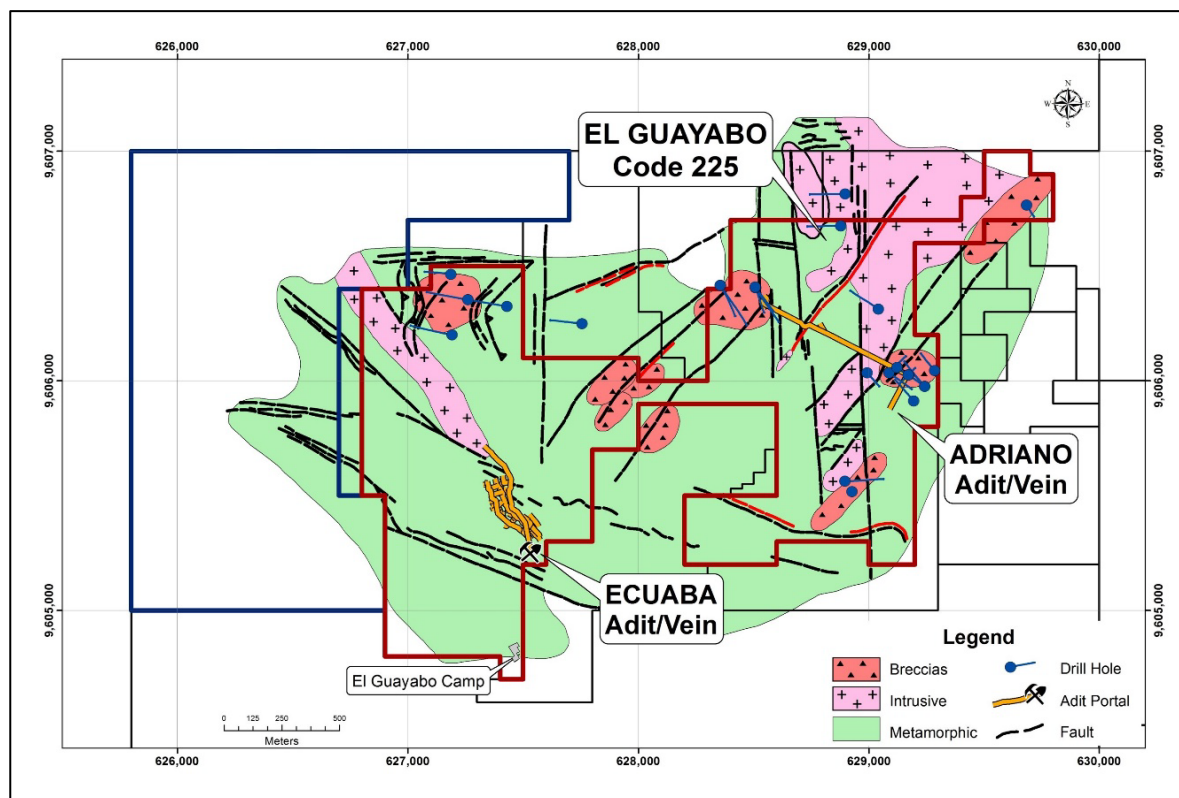 626,000
627,000
628,000
629,000
630,000
N
W E
S
9,607,000
9,607,000
EL GUAYABO
Code 225
9,606,000
9,606,000
ADRIANO
Adit/Vein
ECUABA
Adit/Vein
9,605,000
9,605,000
El Guayabo Camp
0 125 250 500
Meters
Legend
Breccias
Drill Hole
Intrusive
Adit Portal
Metamorphic
Fault
626,000
627,000
628,000
629,000
630,000